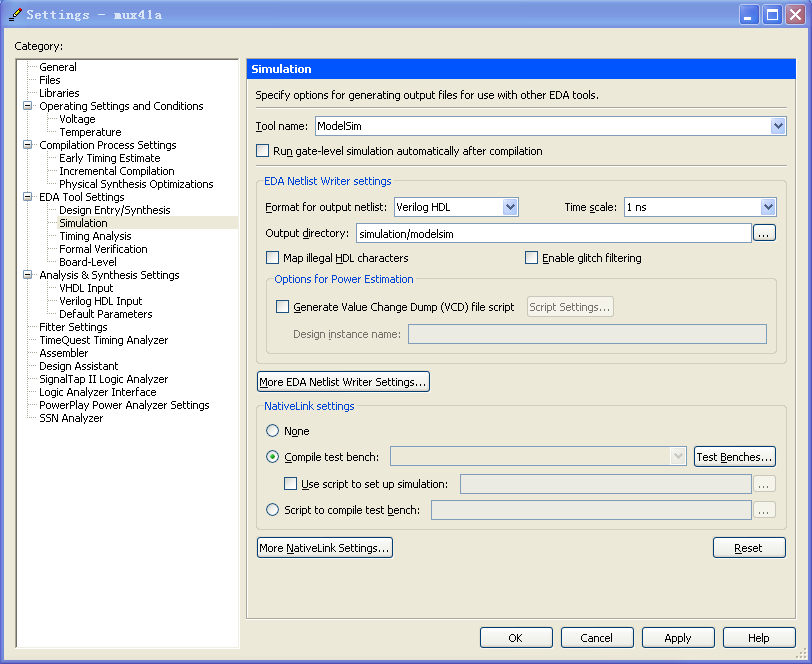 Settings - mux41a
Category:
General
Files
Libraries
Operating Settings and Conditions
Voltage
Temperature
Compilation Process Settings
Early Timing Estimate
Incremental Compilation
Physical Synthesis Optimizations
EDA Tool Settings
Design Entry/Synthesis
Simulation
Timing Analysis
Formal Verification
Board-Level
Analysis & Synthesis Settings
VHDL Input
Verilog HDL Input
Default Parameters
Fitter Settings
TimeQuest Timing Analyzer
Assembler
Design Assistant
SignalTap II Logic Analyzer
Logic Analyzer Interface
PowerPlay Power Analyzer Settings
SSN Analyzer
Simulation
Specify options for generating output files for use with other EDA tools.
Tool name: ModelSim
Run gate-level simulation automatically after compilation
EDA Netlist Writer settings
Format for output netlist: Verilog HDL Time scale: 1 ns
Output directory: simulation/modelsim ...
Map illegal HDL characters Enable glitch filtering
Options for Power Estimation
Generate Value Change Dump (VCD) file script Script Settings...
Design instance name:
More EDA Netlist Writer Settings...
NativeLink settings
None
Compile test bench: Test Benches...
Use script to set up simulation: ...
Script to compile test bench: ...
More NativeLink Settings... Reset
OK Cancel Apply Help